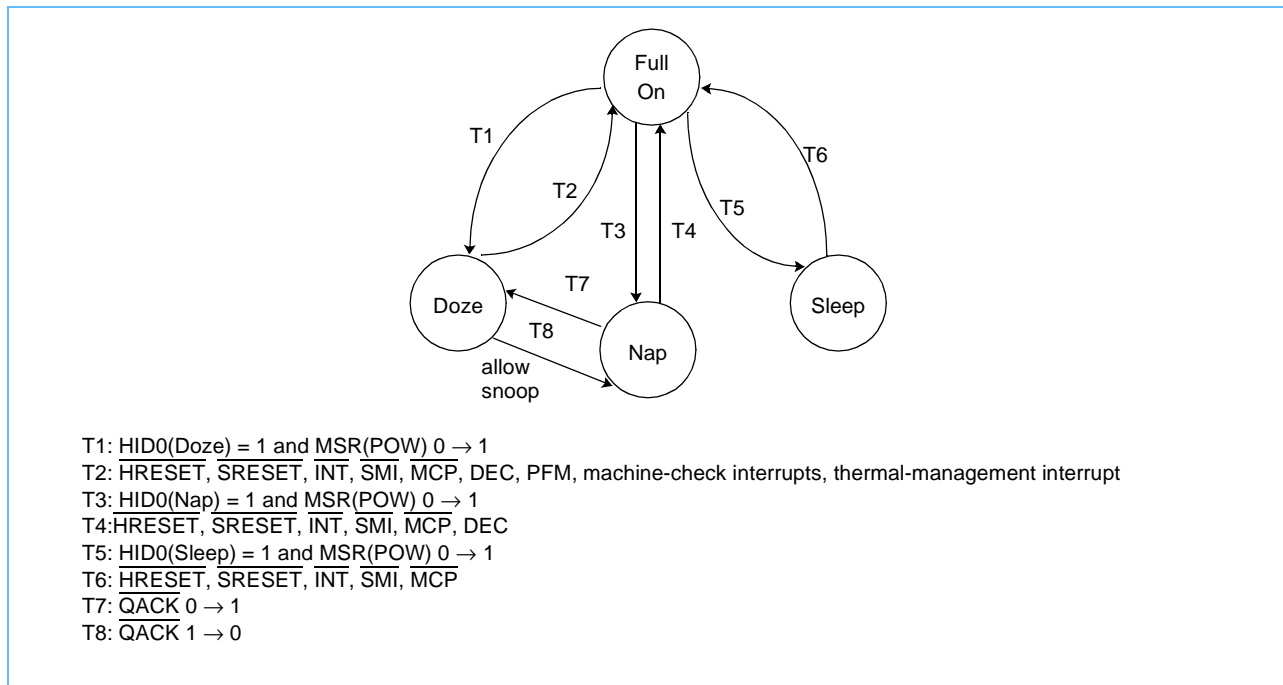 Full
On
T1
T2
T3
T4
T5
T6
T7
T8
Doze
Nap
Sleep
allow
snoop
T1: HID0(Doze) = 1 and MSR(POW) 0 → 1
T2: HRESET, SRESET, INT, SMI, MCP, DEC, PFM, machine-check interrupts, thermal-management interrupt
T3: HID0(Nap) = 1 and MSR(POW) 0 → 1
T4:HRESET, SRESET, INT, SMI, MCP, DEC
T5: HID0(Sleep) = 1 and MSR(POW) 0 → 1
T6: HRESET, SRESET, INT, SMI, MCP
T7: QACK 0 → 1
T8: QACK 1 → 0